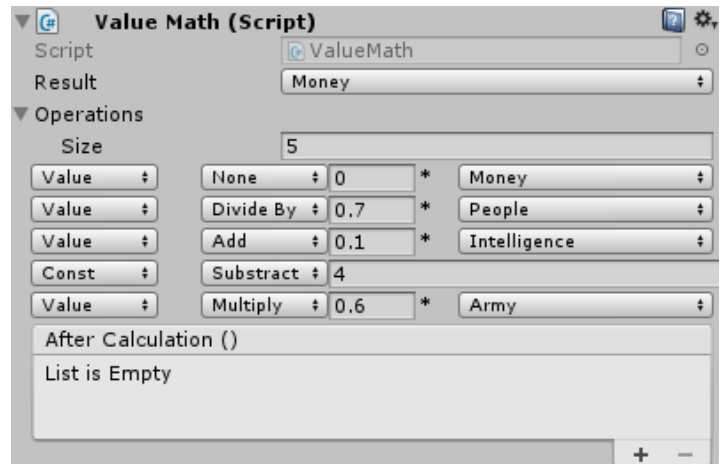 Value Math (Script)
Script ValueMath
Result Money
Operations
Size 5
Value None 0 * Money
Value Divide By 0.7 * People
Value Add 0.1 * Intelligence
Const Substract 4
Value Multiply 0.6 * Army
After Calculation ()
List is Empty
+ −